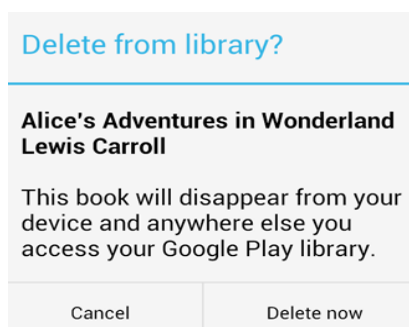 Delete from library?
Alice's Adventures in Wonderland
Lewis Carroll
This book will disappear from your
device and anywhere else you
access your Google Play library.
Cancel
Delete now